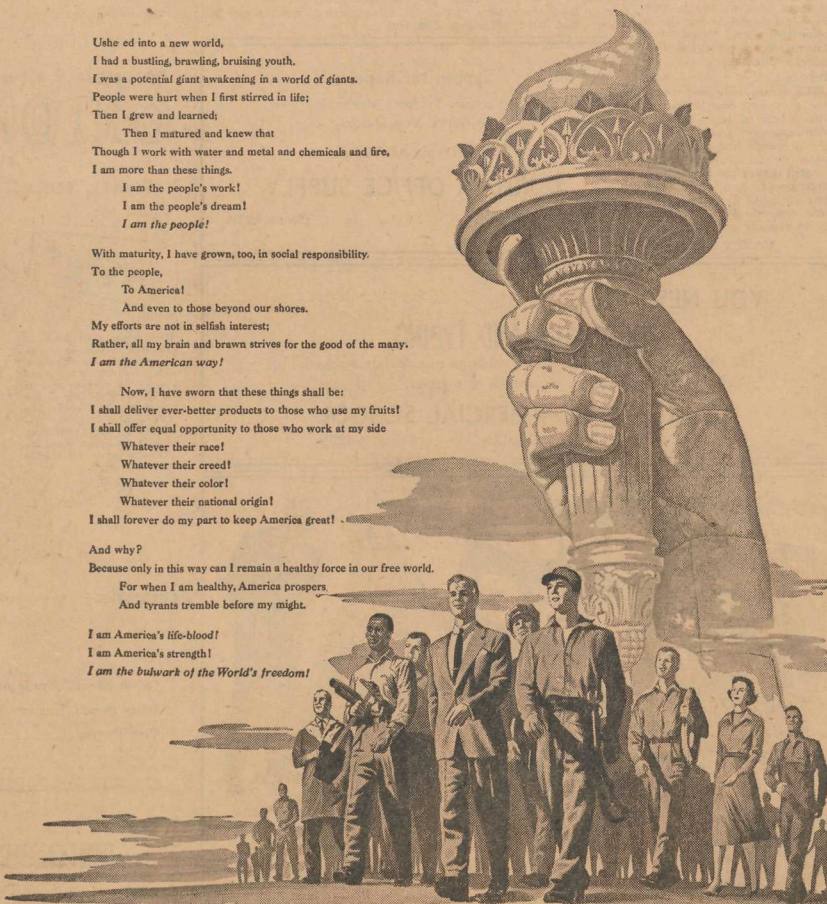 Ushe ed into a new world,
I had a bustling, brawling, bruising youth.
I was a potential giant awakening in a world of giants.
People were hurt when I first stirred in life;
Then I grew and learned;
Then I matured and knew that
Though I work with water and metal and chemicals and fire,
I am more than these things.
I am the people's work!
I am the people's dream!
I am the people!
With maturity, I have grown, too, in social responsibility.
To the people,
To America!
And even to those beyond our shores.
My efforts are not in selfish interest;
Rather, all my brain and brawn strives for the good of the many.
I am the American way!
Now, I have sworn that these things shall be:
I shall deliver ever-better products to those who use my fruits!
I shall offer equal opportunity to those who work at my side
Whatever their race!
Whatever their creed!
Whatever their color!
Whatever their national origin!
I shall forever do my part to keep America great!
And why?
Because only in this way can I remain a healthy force in our free world.
For when I am healthy, America prospers
And tyrants tremble before my might.
I am America's life-blood!
I am America's strength!
I am the bulwark of the World's freedom!